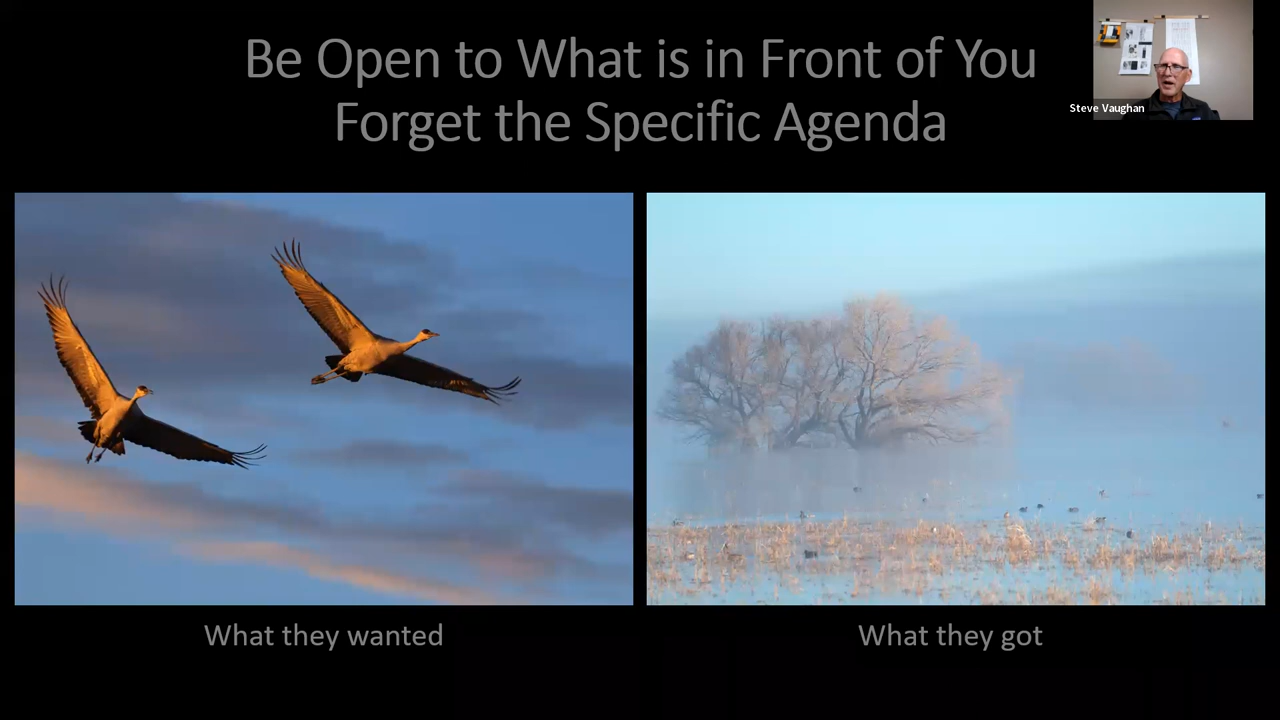 Be Open to What is in Front of You
Forget the Specific Agenda
Steve Vaughan
What they wanted
What they got